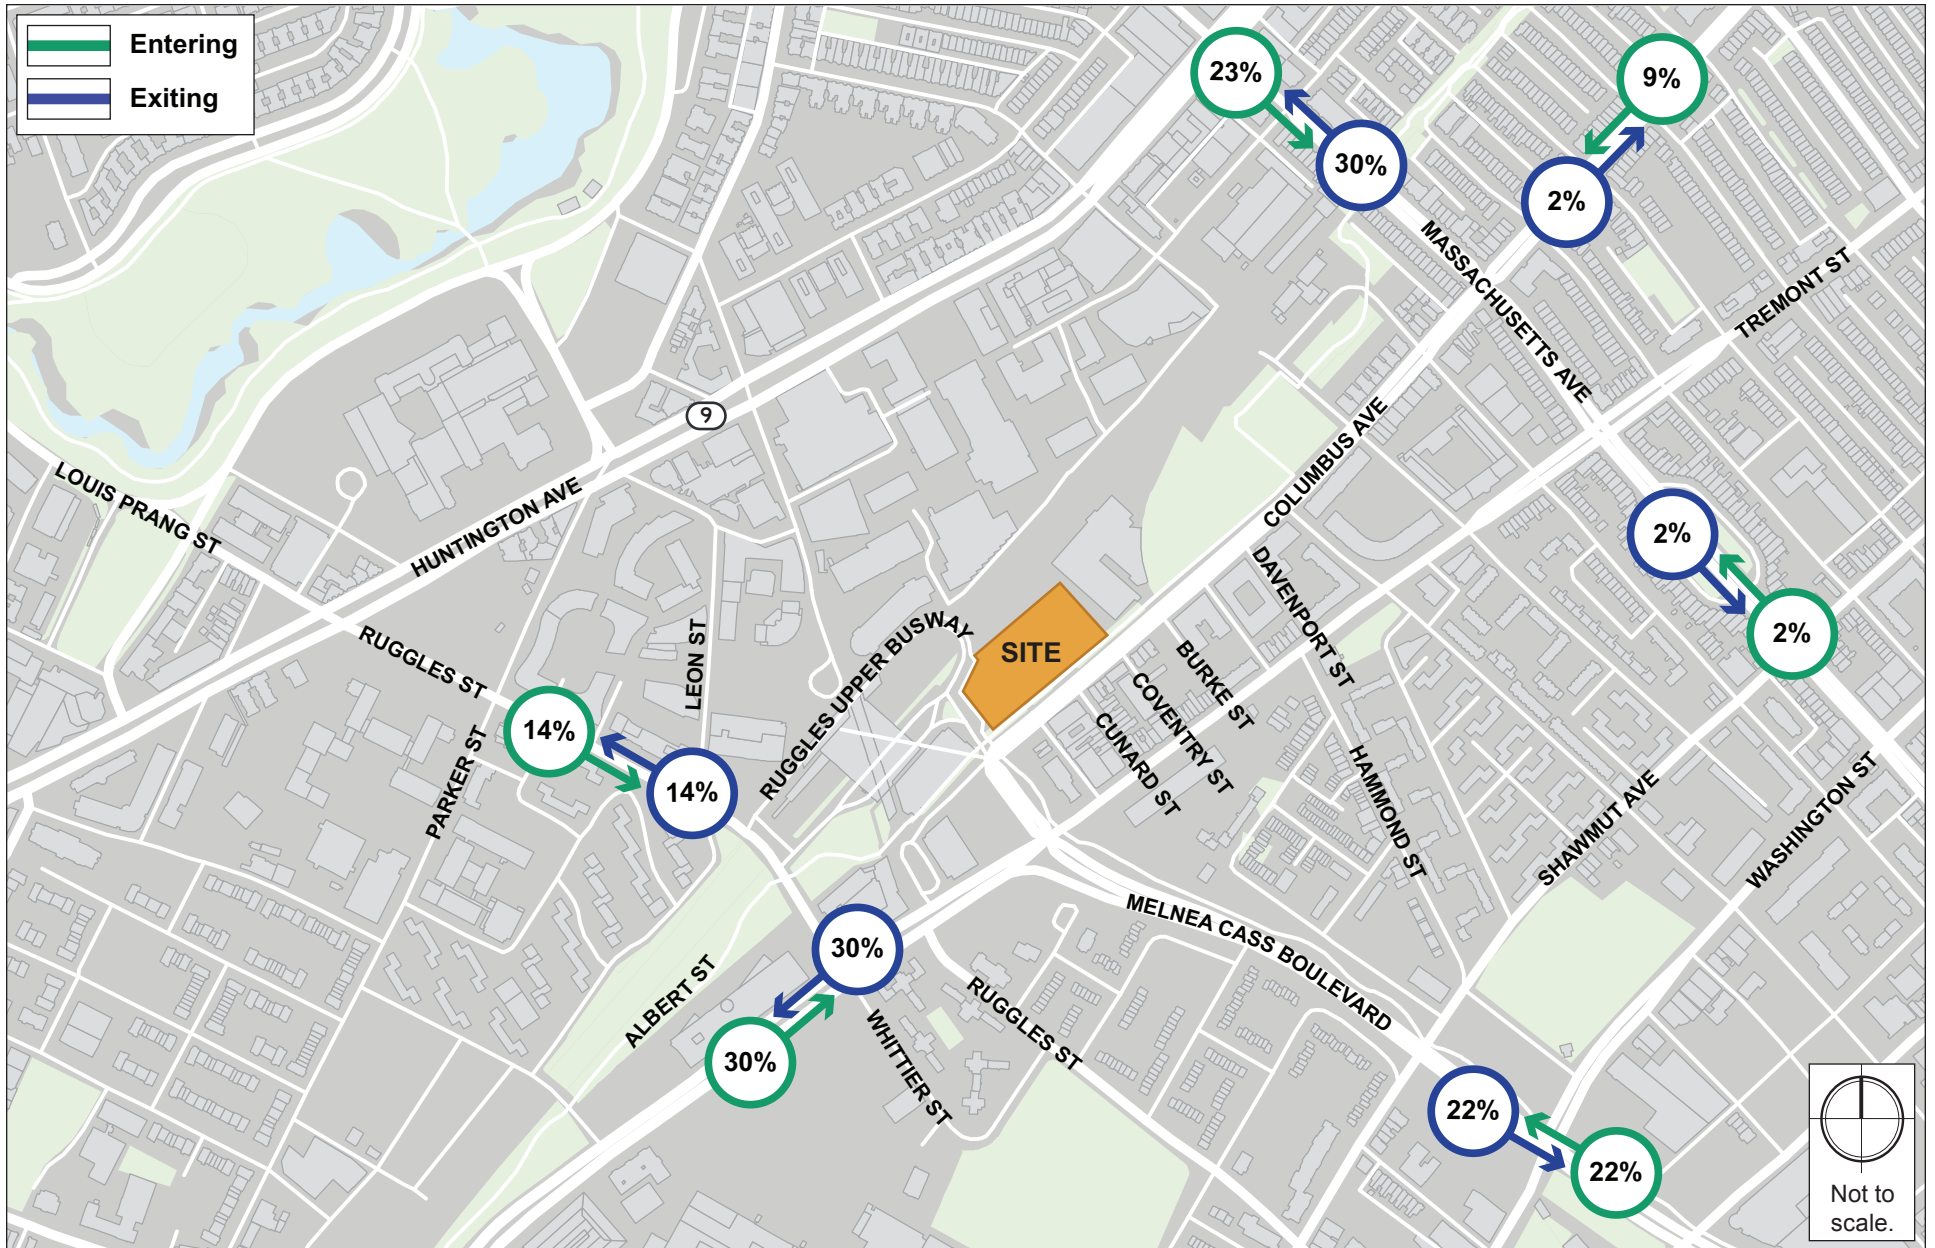 Entering
Exiting
23%
30%
9%
2%
MASSACHUSETTS AVE
TREMONT ST
9
COLUMBUS AVE
LOUIS PRANG ST
HUNTINGTON AVE
2%
2%
DAVENPORT ST
RUGGLES UPPER BUSWAY
SITE
RUGGLES ST
LEON ST
BURKE ST
COVENTRY ST
CUNARD ST
14%
14%
PARKER ST
HAMMOND ST
SHAWMUT AVE
WASHINGTON ST
MELNEA CASS BOULEVARD
30%
30%
ALBERT ST
WHITTIER ST
RUGGLES ST
22%
22%
Not to
scale.